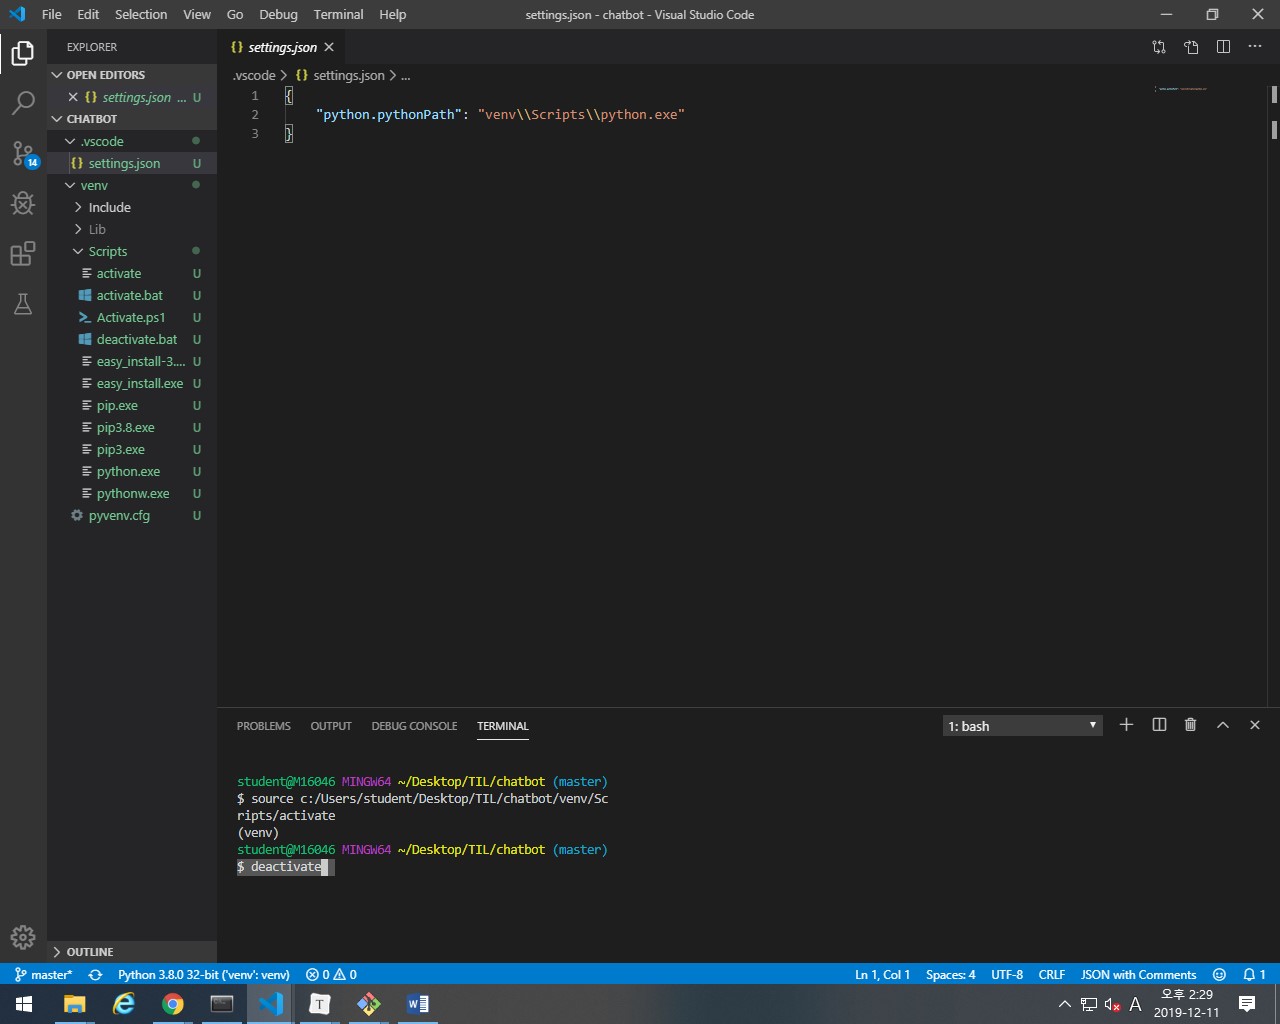 File Edit Selection View Go Debug Terminal Help
settings.json - chatbot - Visual Studio Code
EXPLORER
OPEN EDITORS
settings.json ... U
CHATBOT
.vscode
settings.json U
venv
Include
Lib
Scripts
activate U
activate.bat U
Activate.ps1 U
deactivate.bat U
easy_install-3.... U
easy_install.exe U
pip.exe U
pip3.8.exe U
pip3.exe U
python.exe U
pythonw.exe U
pyvenv.cfg U
OUTLINE
14
{} settings.json
.vscode > {} settings.json > ...
1 {
2 "python.pythonPath": "venv\\Scripts\\python.exe"
3 }
PROBLEMS OUTPUT DEBUG CONSOLE TERMINAL
1: bash
student@M16046 MINGW64 ~/Desktop/TIL/chatbot (master)
$ source c:/Users/student/Desktop/TIL/chatbot/venv/Sc
ripts/activate
(venv)
student@M16046 MINGW64 ~/Desktop/TIL/chatbot (master)
$ deactivate
master* Python 3.8.0 32-bit ('venv': venv) 0 0
Ln 1, Col 1 Spaces: 4 UTF-8 CRLF JSON with Comments 1
T
W
A
오후 2:29
2019-12-11